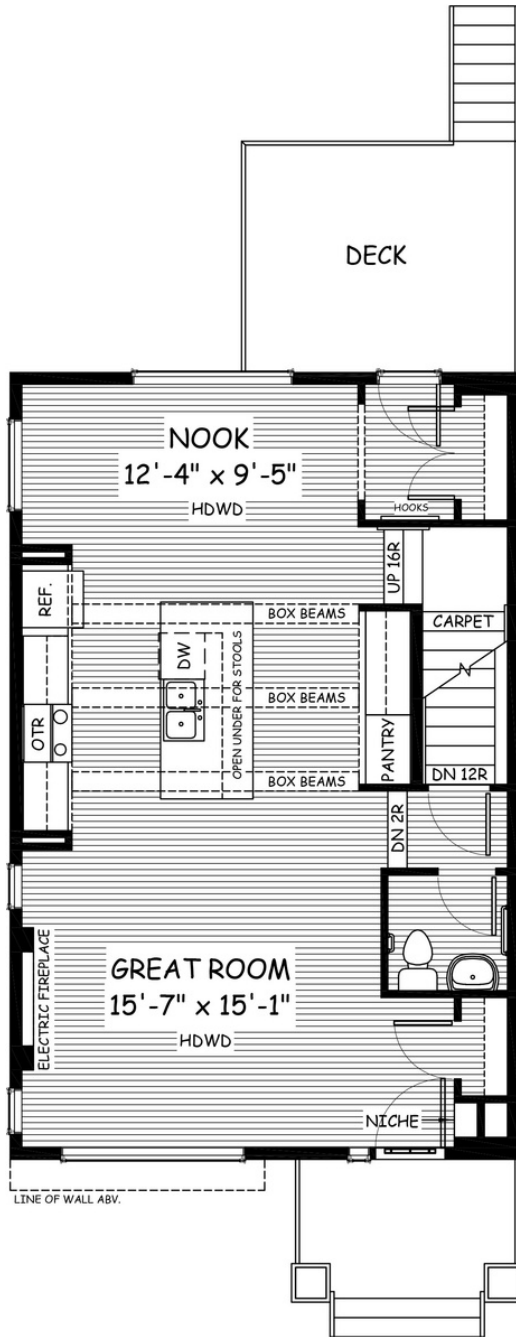 DECK
NOOK
12'-4" x 9'-5"
HDWD
HOOKS
UP 16R
REF.
BOX BEAMS
CARPET
DW
OPEN UNDER FOR STOOLS
BOX BEAMS
OTR
PANTRY
BOX BEAMS
DN 12R
DN 2R
ELECTRIC FIREPLACE
GREAT ROOM
15'-7" x 15'-1"
HDWD
NICHE
LINE OF WALL ABV.